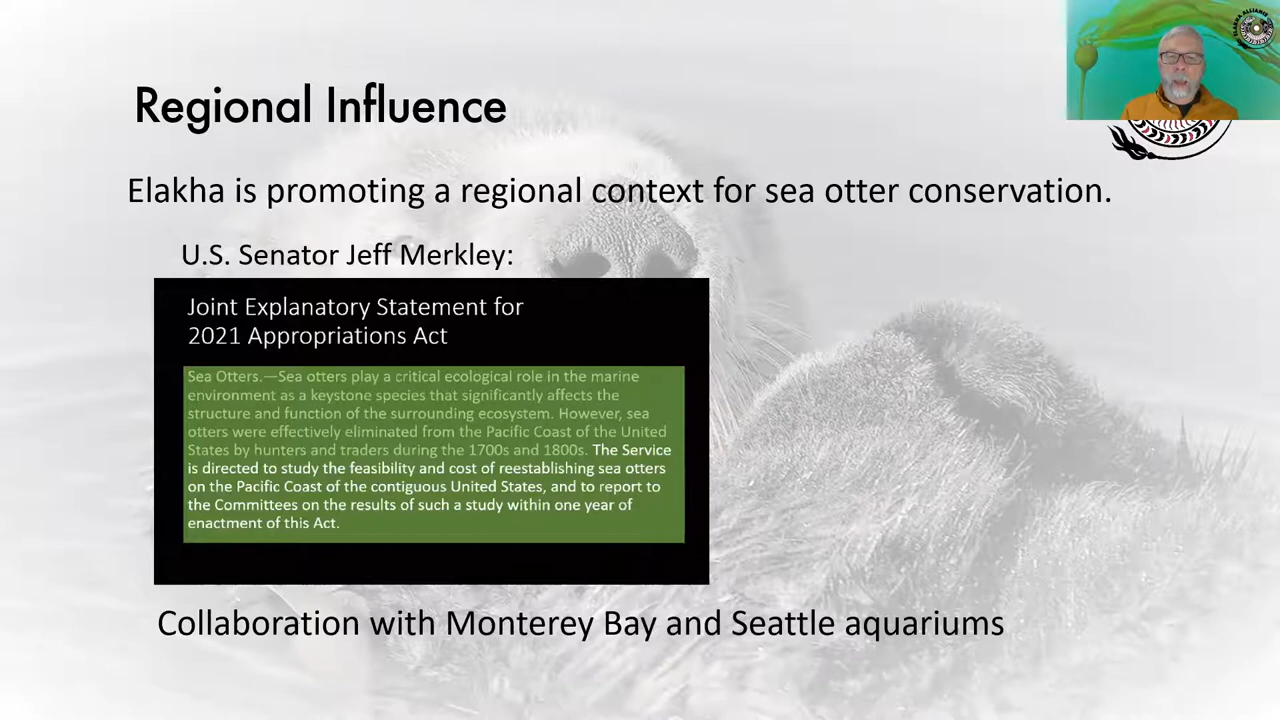 Regional Influence
Elakha is promoting a regional context for sea otter conservation.
U.S. Senator Jeff Merkley:
Joint Explanatory Statement for
2021 Appropriations Act
Sea Otters.—Sea otters play a critical ecological role in the marine
environment as a keystone species that significantly affects the
structure and function of the surrounding ecosystem. However, sea
otters were effectively eliminated from the Pacific Coast of the United
States by hunters and traders during the 1700s and 1800s. The Service
is directed to study the feasibility and cost of reestablishing sea otters
on the Pacific Coast of the contiguous United States, and to report to
the Committees on the results of such a study within one year of
enactment of this Act.
Collaboration with Monterey Bay and Seattle aquariums